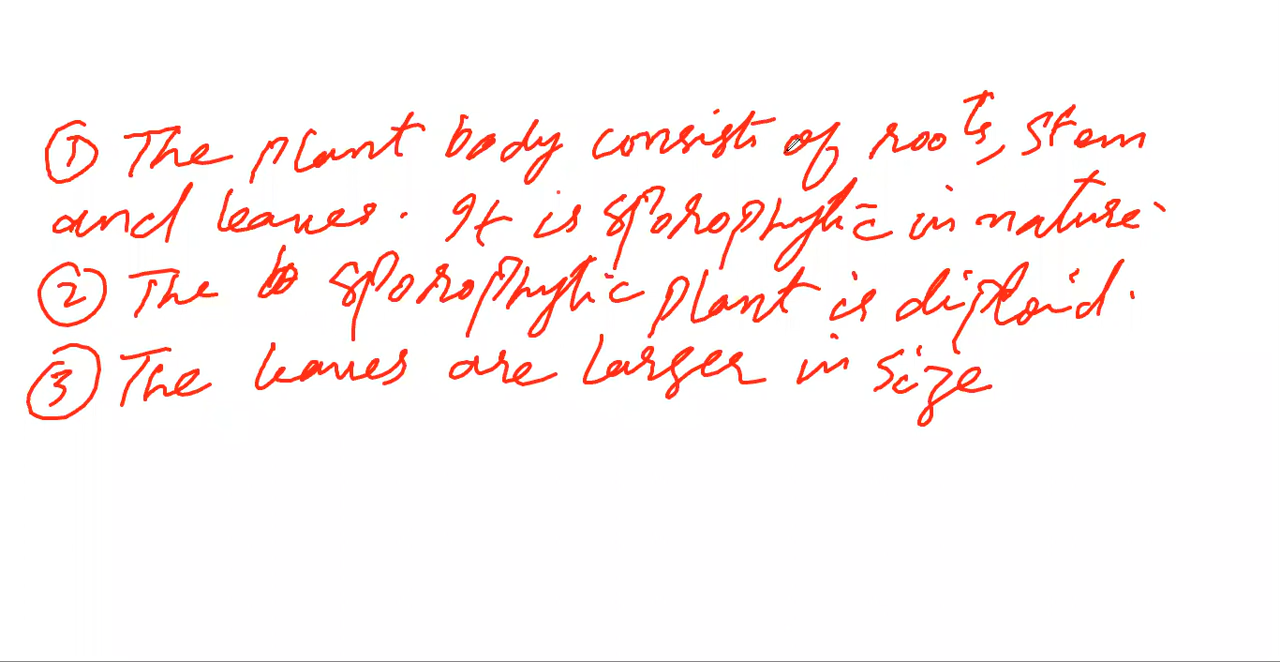 ① The plant body consists of roots, stem
and leaves. It is sporophytic in nature.
② The sporophytic plant is diploid.
③ The leaves are larger in size